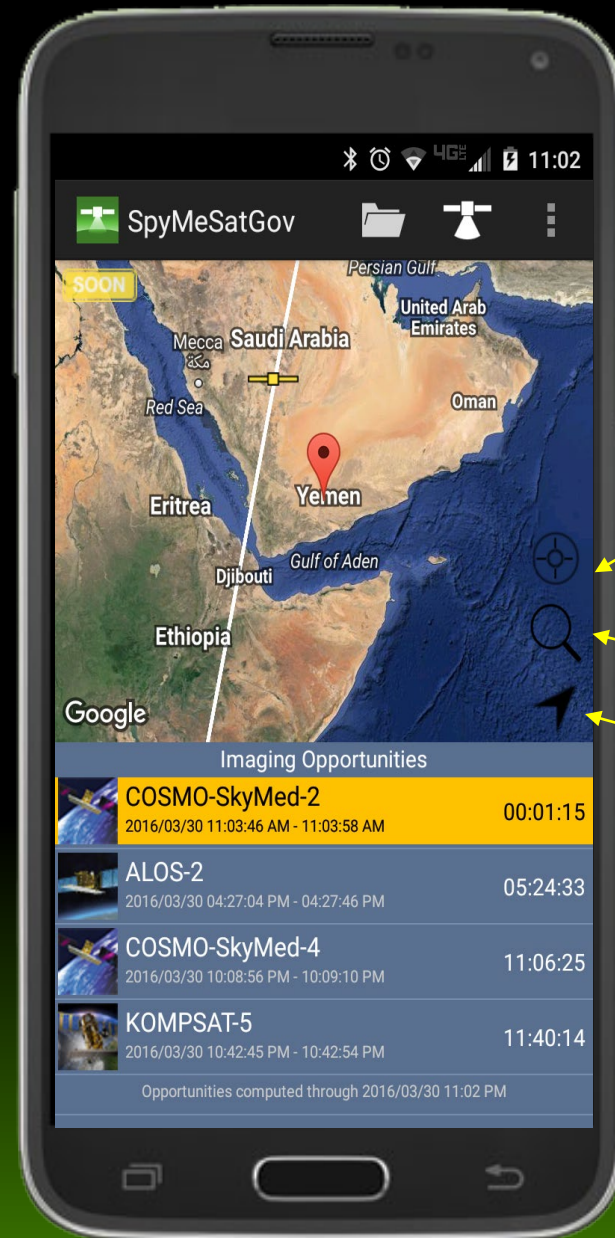 4G LTE 11:02
SpyMeSatGov
SOON
Persian Gulf
United Arab
Emirates
Mecca
مكة
Saudi Arabia
Red Sea
Oman
Yemen
Eritrea
Gulf of Aden
Djibouti
Ethiopia
Google
Imaging Opportunities
COSMO-SkyMed-2
2016/03/30 11:03:46 AM - 11:03:58 AM
00:01:15
ALOS-2
2016/03/30 04:27:04 PM - 04:27:46 PM
05:24:33
COSMO-SkyMed-4
2016/03/30 10:08:56 PM - 10:09:10 PM
11:06:25
KOMPSAT-5
2016/03/30 10:42:45 PM - 10:42:54 PM
11:40:14
Opportunities computed through 2016/03/30 11:02 PM